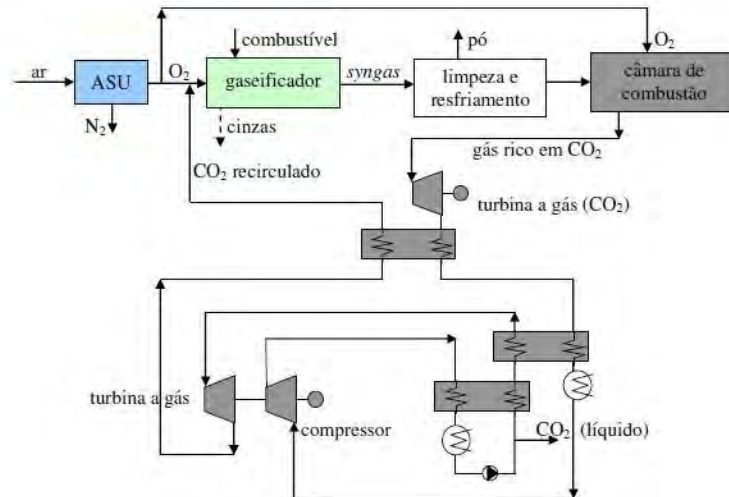 combustível
pó
O₂
ar
ASU
O₂
gaseificador
syngas
limpeza e
resfriamento
câmara de
combustão
N₂
cinzas
gás rico em CO₂
CO₂ recirculado
turbina a gás (CO₂)
turbina a gás
compressor
CO₂ (líquido)